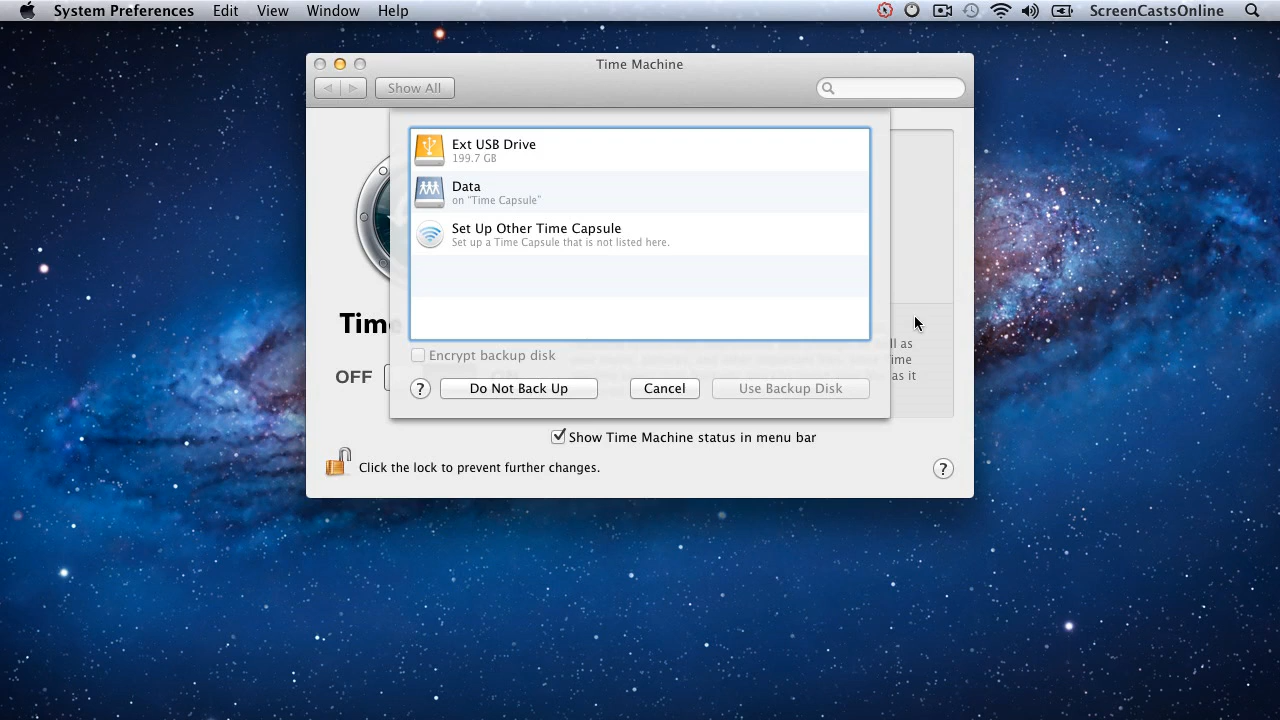 System Preferences Edit View Window Help ScreenCastsOnline
Time Machine
Show All
Ext USB Drive
199.7 GB
Data
on "Time Capsule"
Set Up Other Time Capsule
Set up a Time Capsule that is not listed here.
Time
Encrypt backup disk
as
OFF
as it
? Do Not Back Up Cancel Use Backup Disk
Show Time Machine status in menu bar
Click the lock to prevent further changes. ?